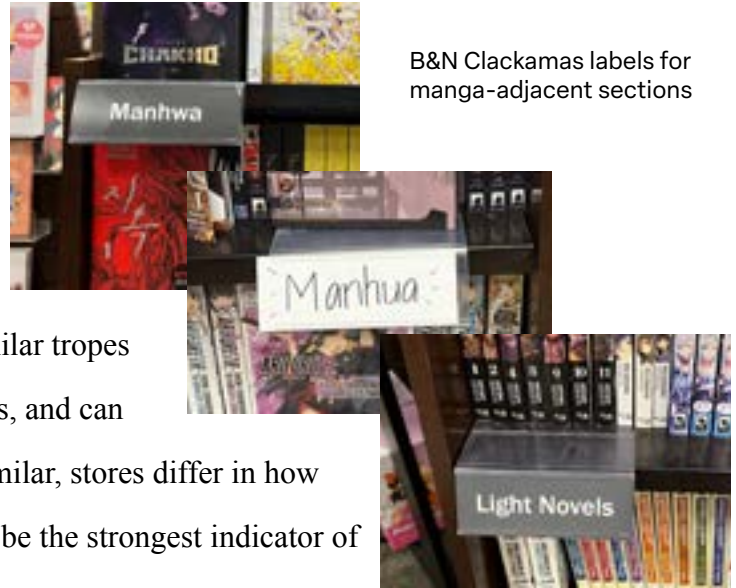 B&N Clackamas labels for
manga-adjacent sections
CHAKHO
Manhwa
Manhua
ilar tropes
s, and can
milar, stores differ in how
be the strongest indicator of
Light Novels